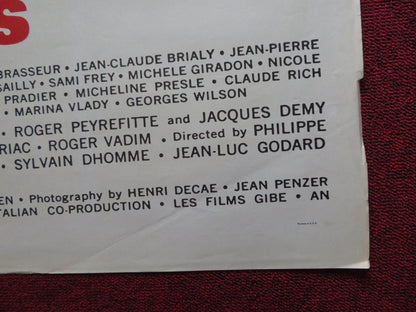 S
BRASSEUR • JEAN-CLAUDE BRIALY • JEAN-PIERRE
SAILLY • SAMI FREY • MICHELE GIRADON • NICOLE
PRADIER • MICHELINE PRESLE • CLAUDE RICH
• MARINA VLADY • GEORGES WILSON
• ROGER PEYREFITTE and JACQUES DEMY
RIAC • ROGER VADIM • Directed by PHILIPPE
• SYLVAIN DHOMME • JEAN-LUC GODARD
EN • Photography by HENRI DECAE • JEAN PENZER
TALIAN CO-PRODUCTION • LES FILMS GIBE • AN